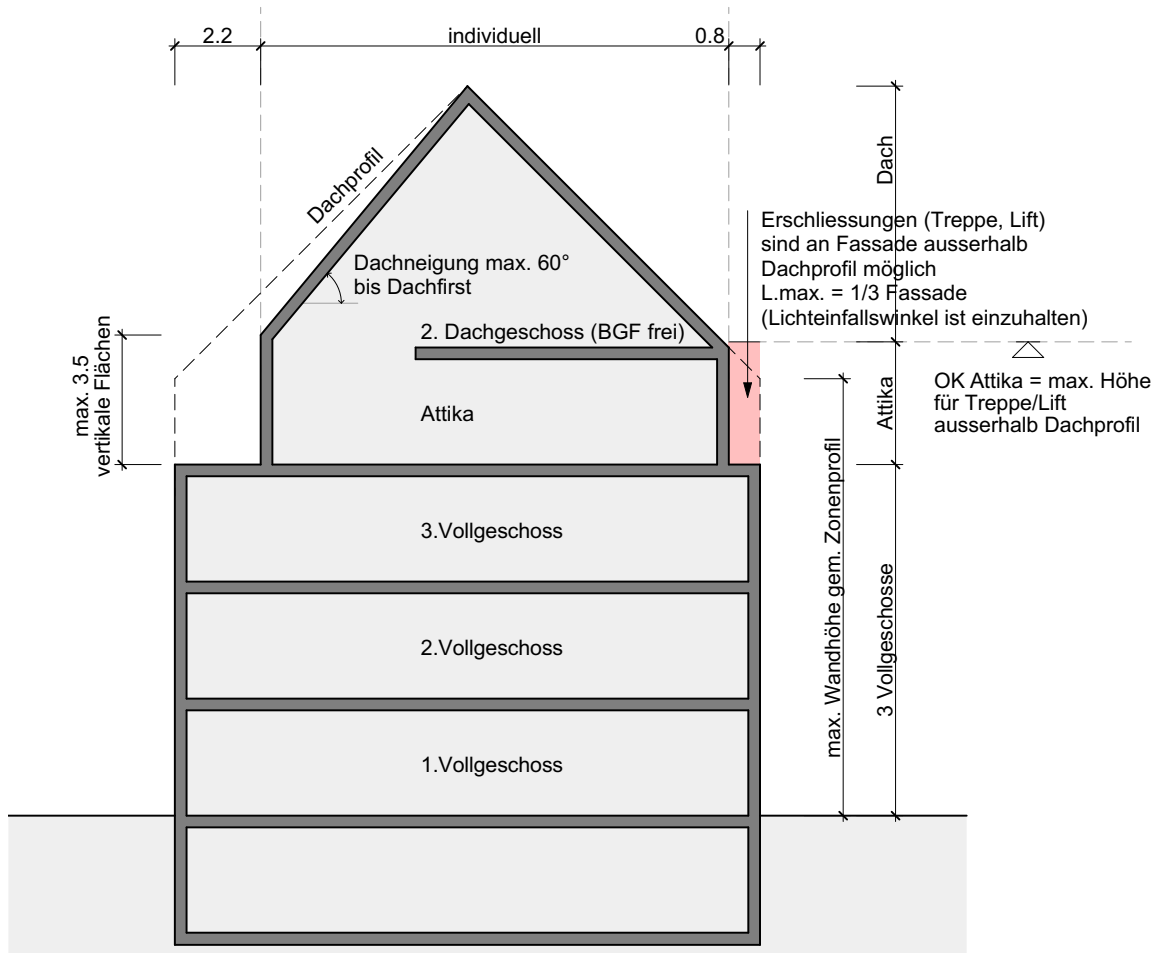 2.2
individuell
0.8
Dachprofil
Dach
Erschliessungen (Treppe, Lift)
sind an Fassade ausserhalb
Dachprofil möglich
L.max. = 1/3 Fassade
(Lichteinfallswinkel ist einzuhalten)
Dachneigung max. 60°
bis Dachfirst
2. Dachgeschoss (BGF frei)
max. 3.5
vertikale Flächen
Attika
Attika
OK Attika = max. Höhe
für Treppe/Lift
ausserhalb Dachprofil
3.Vollgeschoss
2.Vollgeschoss
1.Vollgeschoss
max. Wandhöhe gem. Zonenprofil
3 Vollgeschosse